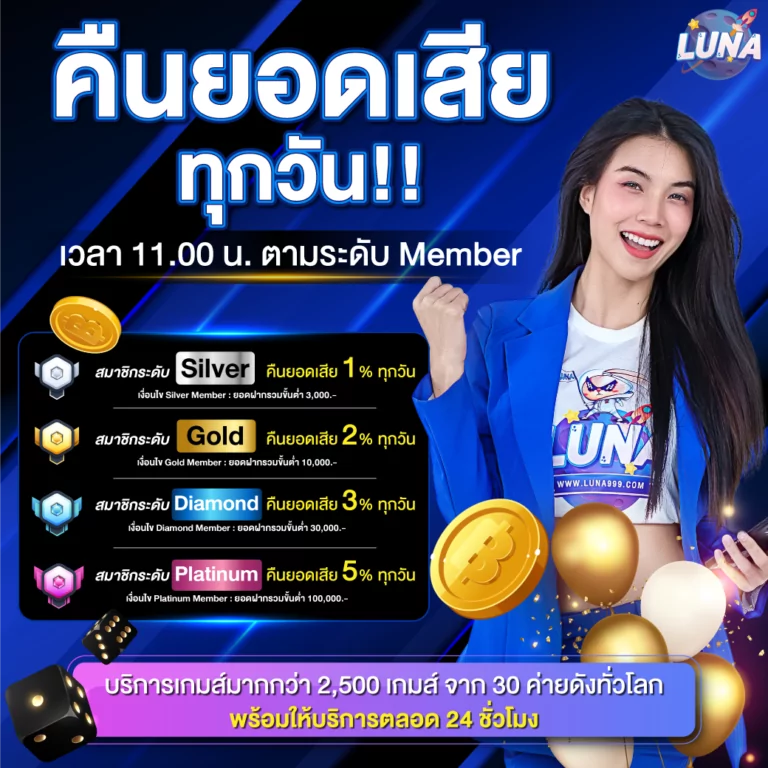 LUNA
คืนยอดเสีย
ทุกวัน!!
เวลา 11.00 น. ตามระดับ Member
สมาชิกระดับ Silver คืนยอดเสีย 1% ทุกวัน
เงื่อนไข Silver Member : ยอดฝากรวมขั้นต่ำ 3,000.-
สมาชิกระดับ Gold คืนยอดเสีย 2% ทุกวัน
เงื่อนไข Gold Member : ยอดฝากรวมขั้นต่ำ 10,000.-
สมาชิกระดับ Diamond คืนยอดเสีย 3% ทุกวัน
เงื่อนไข Diamond Member : ยอดฝากรวมขั้นต่ำ 30,000.-
สมาชิกระดับ Platinum คืนยอดเสีย 5% ทุกวัน
เงื่อนไข Platinum Member : ยอดฝากรวมขั้นต่ำ 100,000.-
LUNA
WWW.LUNA999.COM
บริการเกมส์มากกว่า 2,500 เกมส์ จาก 30 ค่ายดังทั่วโลก
พร้อมให้บริการตลอด 24 ชั่วโมง